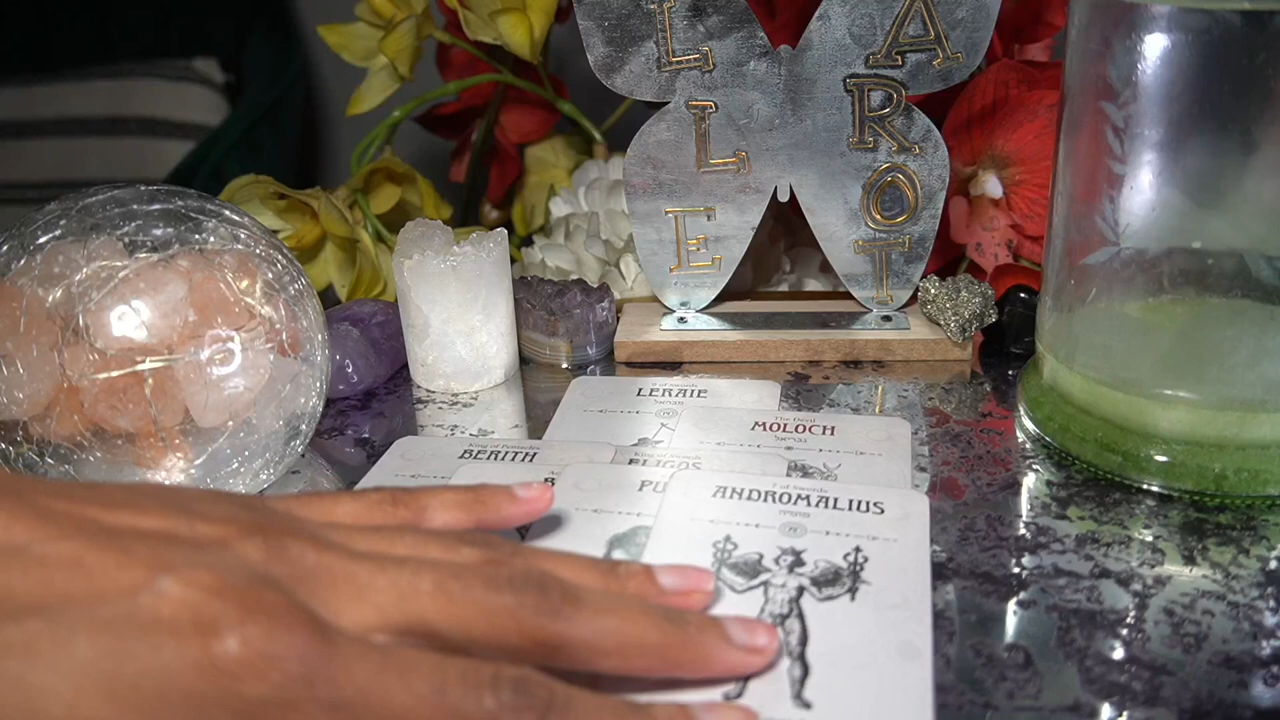 L
L
E
A
R
O
T
9 of Swords
LERAIE
The Devil
MOLOCH
King of Pentacles
BERITH
King of Swords
ELIGOS
PU
7 of Swords
ANDROMALIUS